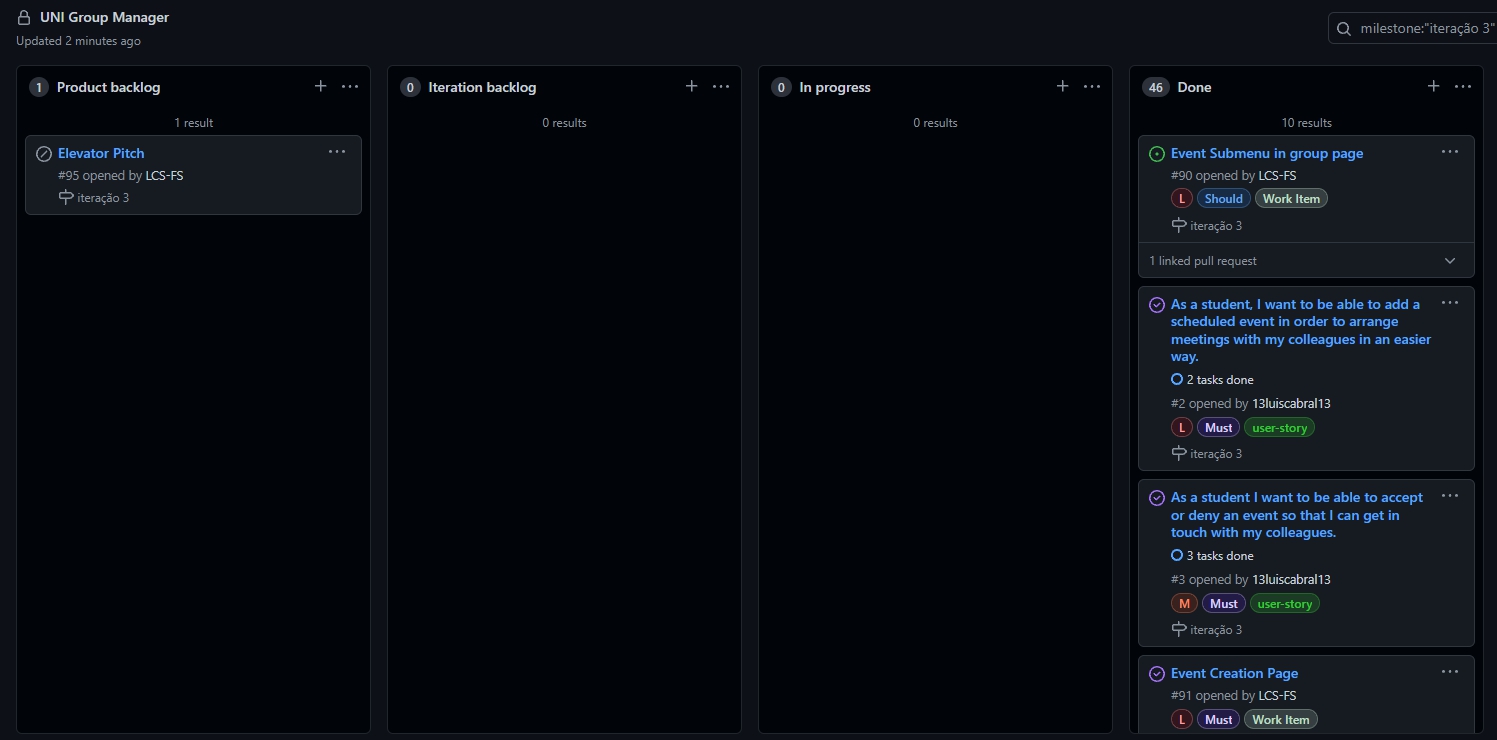 UNI Group Manager
Updated 2 minutes ago
milestone:"iteração 3"
1 Product backlog
1 result
Elevator Pitch
#95 opened by LCS-FS
iteração 3
0 Iteration backlog
0 results
0 In progress
0 results
46 Done
10 results
Event Submenu in group page
#90 opened by LCS-FS
L Should Work Item
iteração 3
1 linked pull request
As a student, I want to be able to add a
scheduled event in order to arrange
meetings with my colleagues in an easier
way.
2 tasks done
#2 opened by 13luiscabral13
L Must user-story
iteração 3
As a student I want to be able to accept
or deny an event so that I can get in
touch with my colleagues.
3 tasks done
#3 opened by 13luiscabral13
M Must user-story
iteração 3
Event Creation Page
#91 opened by LCS-FS
L Must Work Item